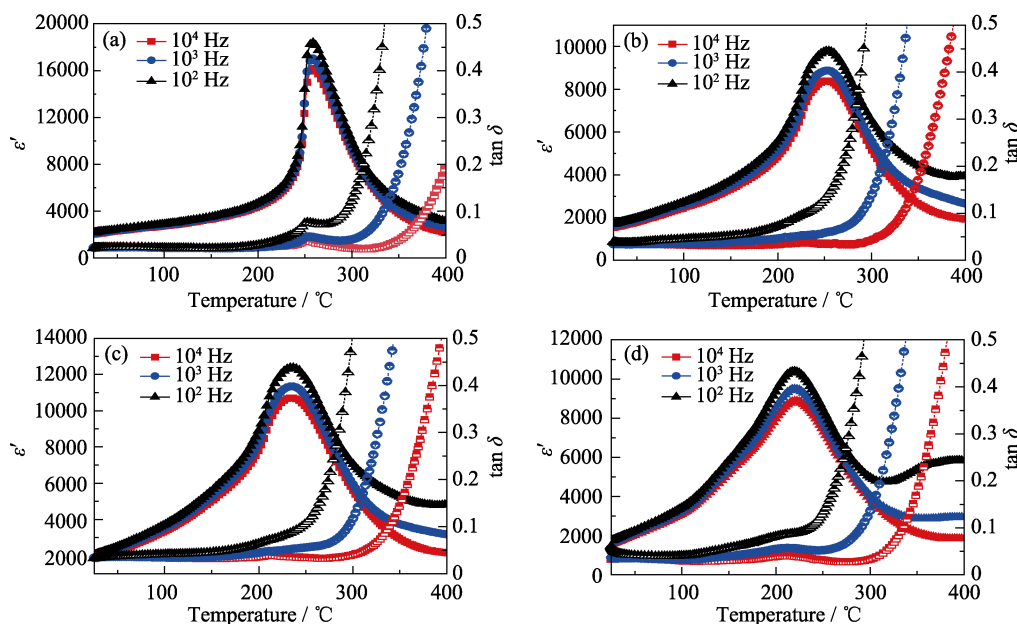 (a)
10⁴ Hz
10³ Hz
10² Hz
20000
16000
12000
8000
4000
0
ε′
0.5
0.4
0.3
0.2
0.1
0
tan δ
100 200 300 400
Temperature / ℃
(b)
10⁴ Hz
10³ Hz
10² Hz
10000
8000
6000
4000
2000
0
ε′
0.5
0.4
0.3
0.2
0.1
0
tan δ
100 200 300 400
Temperature / ℃
(c)
10⁴ Hz
10³ Hz
10² Hz
14000
12000
10000
8000
6000
4000
2000
ε′
0.5
0.4
0.3
0.2
0.1
0
tan δ
100 200 300 400
Temperature / ℃
(d)
10⁴ Hz
10³ Hz
10² Hz
12000
10000
8000
6000
4000
2000
0
ε′
0.5
0.4
0.3
0.2
0.1
0
tan δ
100 200 300 400
Temperature / ℃